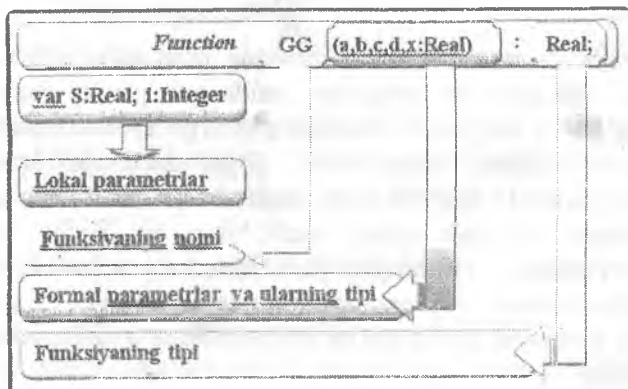 Function GG (a,b,c,d,x:Real) : Real;
var S:Real; i:Integer
Lokal parametrlar
Funksiyaning nomi
Formal parametrlar va ularning tipi
Funksiyaning tipi